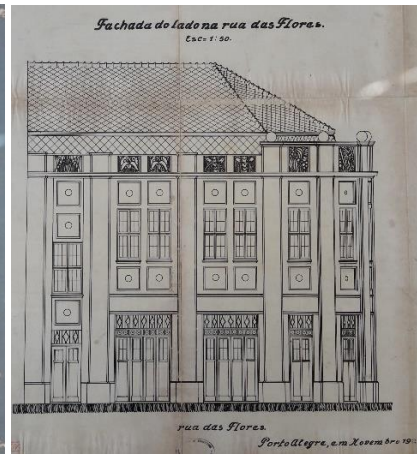 Fachada do lado na rua das Flores.
Esc= 1:50.
rua das Flores.
Porto Alegre, em Novembro 19